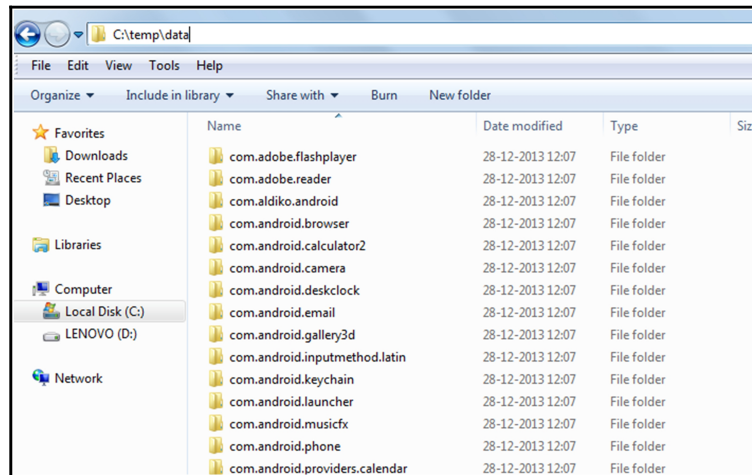 C:\temp\data
File Edit View Tools Help
Organize Include in library Share with Burn New folder
Favorites
Downloads
Recent Places
Desktop
Libraries
Computer
Local Disk (C:)
LENOVO (D:)
Network
Name Date modified Type Siz
com.adobe.flashplayer 28-12-2013 12:07 File folder
com.adobe.reader 28-12-2013 12:07 File folder
com.aldiko.android 28-12-2013 12:07 File folder
com.android.browser 28-12-2013 12:07 File folder
com.android.calculator2 28-12-2013 12:07 File folder
com.android.camera 28-12-2013 12:07 File folder
com.android.deskclock 28-12-2013 12:07 File folder
com.android.email 28-12-2013 12:07 File folder
com.android.gallery3d 28-12-2013 12:07 File folder
com.android.inputmethod.latin 28-12-2013 12:07 File folder
com.android.keychain 28-12-2013 12:07 File folder
com.android.launcher 28-12-2013 12:07 File folder
com.android.musicfx 28-12-2013 12:07 File folder
com.android.phone 28-12-2013 12:07 File folder
com.android.providers.calendar 28-12-2013 12:07 File folder